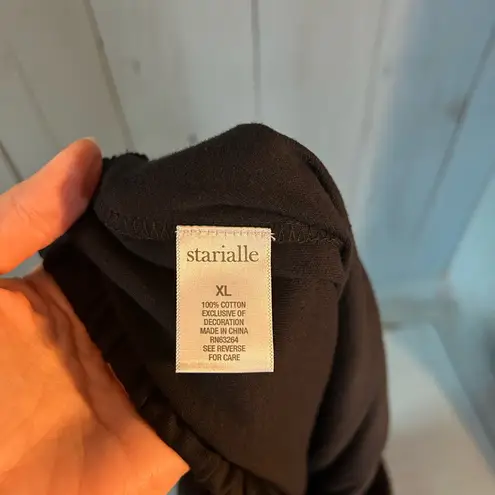 starialle
XL
100% COTTON
EXCLUSIVE OF
DECORATION
MADE IN CHINA
RN63264
SEE REVERSE
FOR CARE